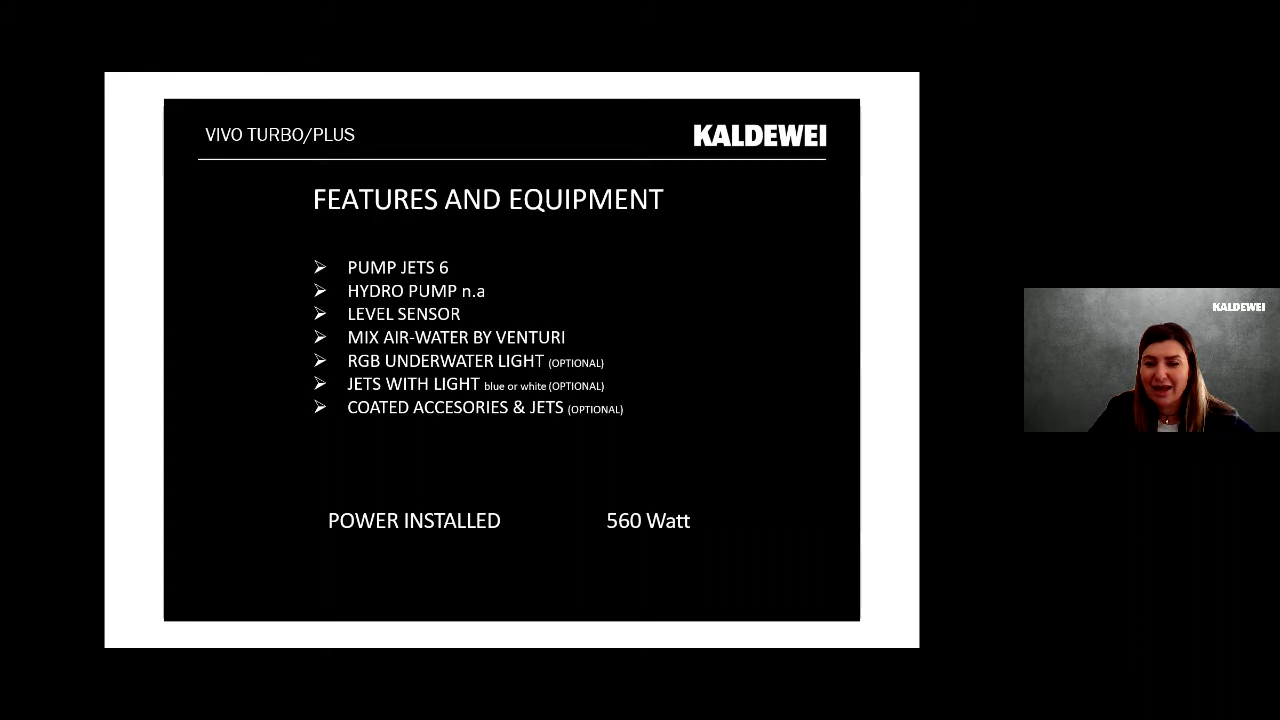 VIVO TURBO/PLUS
KALDEWEI
FEATURES AND EQUIPMENT
PUMP JETS 6
HYDRO PUMP n.a
LEVEL SENSOR
MIX AIR-WATER BY VENTURI
RGB UNDERWATER LIGHT (OPTIONAL)
JETS WITH LIGHT blue or white (OPTIONAL)
COATED ACCESORIES & JETS (OPTIONAL)
POWER INSTALLED 560 Watt
KALDEWEI